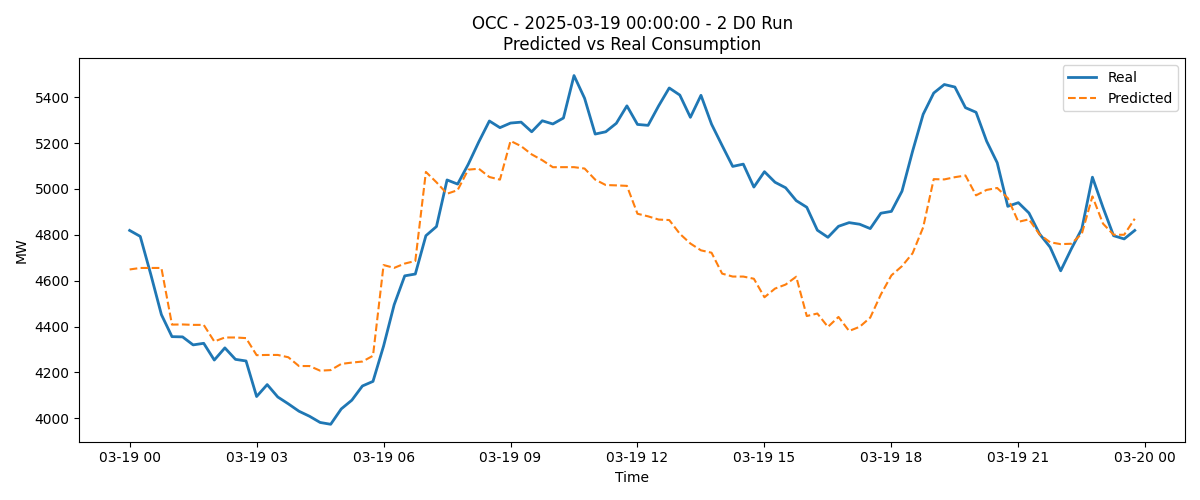 OCC - 2025-03-19 00:00:00 - 2 D0 Run
Predicted vs Real Consumption
Real
Predicted
MW
5400
5200
5000
4800
4600
4400
4200
4000
03-19 00
03-19 03
03-19 06
03-19 09
03-19 12
03-19 15
03-19 18
03-19 21
03-20 00
Time